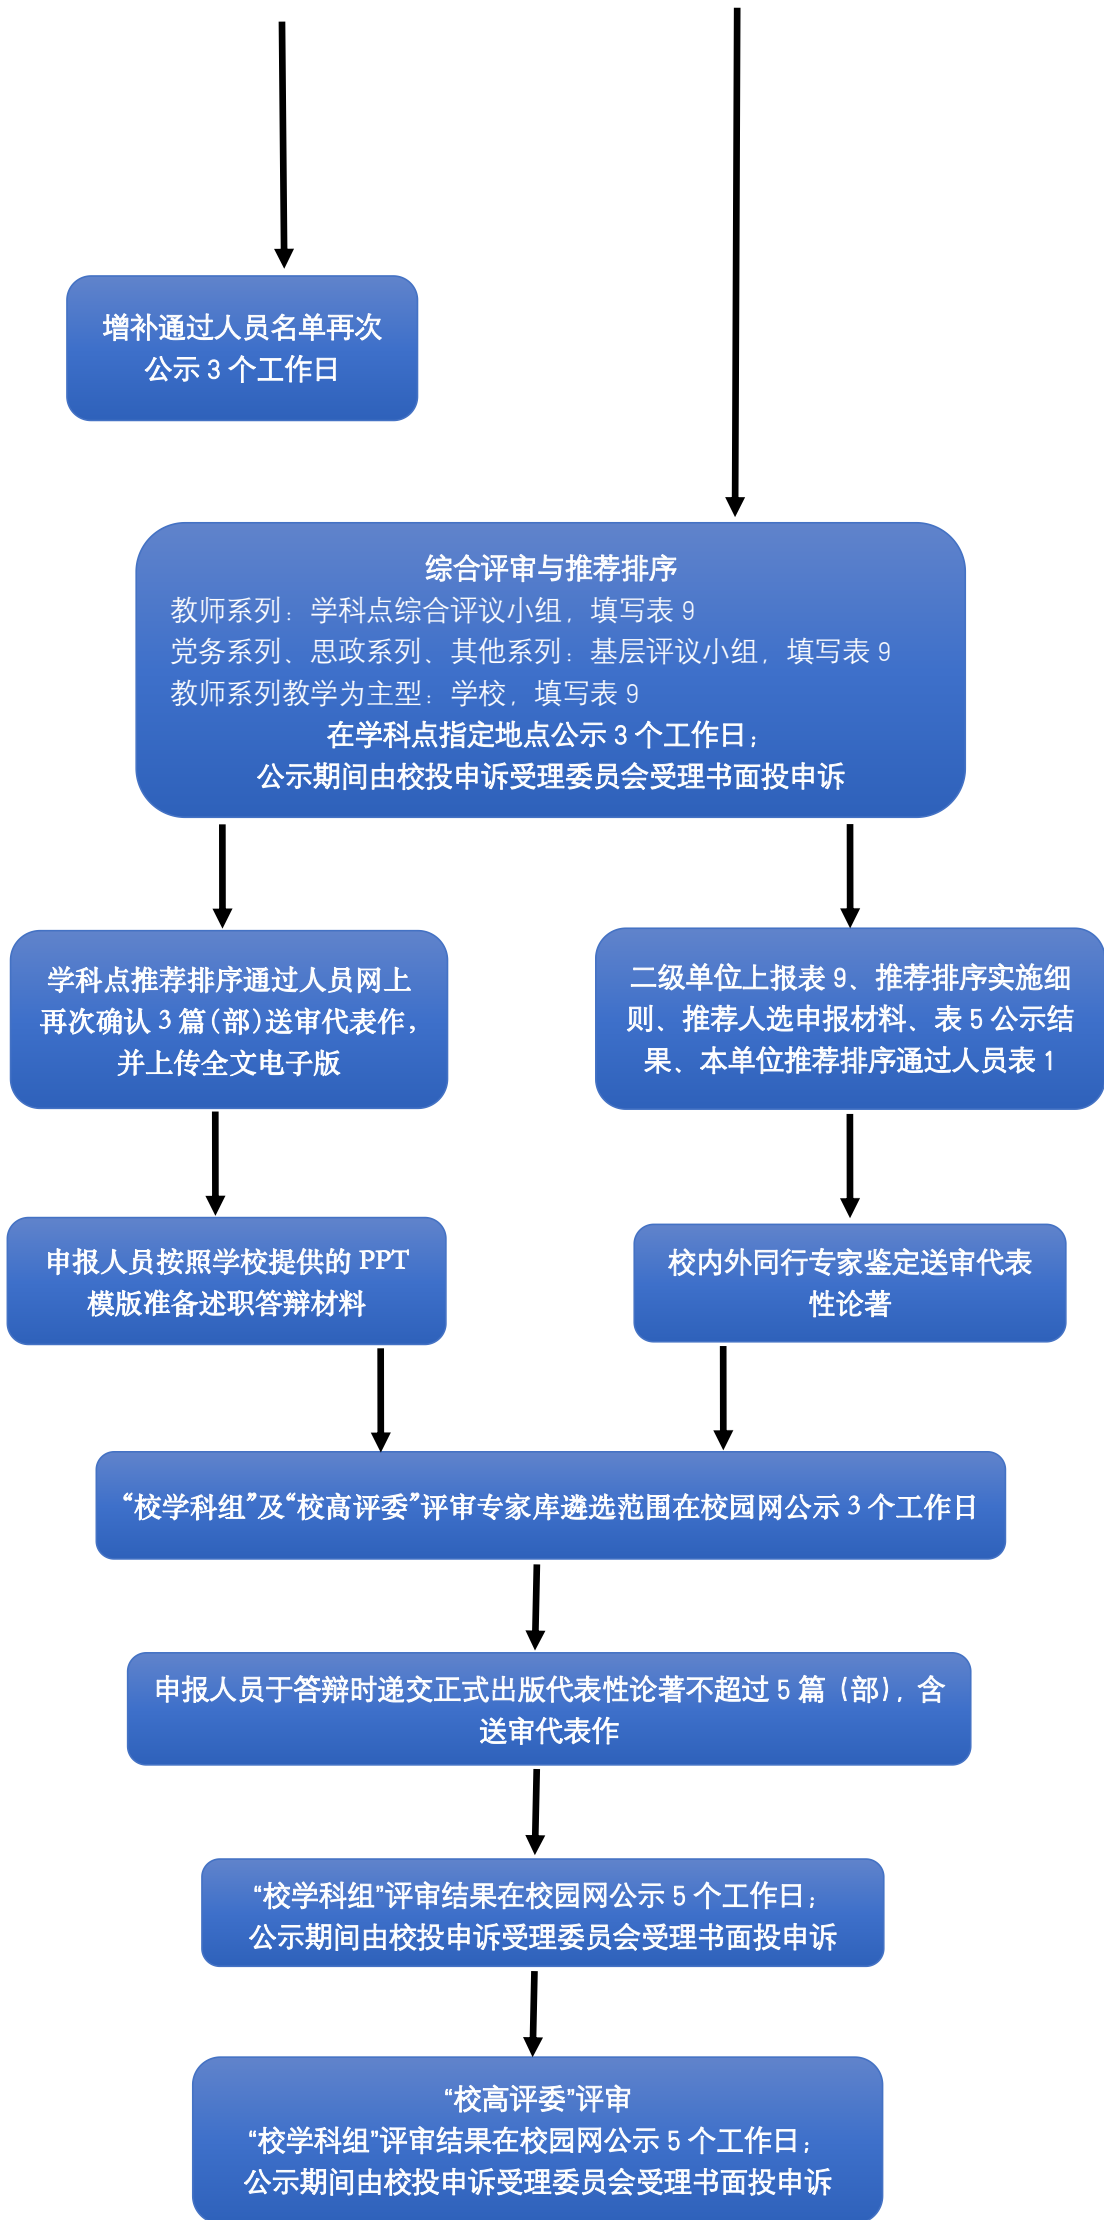 增补通过人员名单再次
公示 3 个工作日
综合评审与推荐排序
教师系列：学科点综合评议小组，填写表 9
党务系列、思政系列、其他系列：基层评议小组，填写表 9
教师系列教学为主型：学校，填写表 9
在学科点指定地点公示 3 个工作日；
公示期间由校投申诉受理委员会受理书面投申诉
学科点推荐排序通过人员网上
再次确认 3 篇（部）送审代表作，
并上传全文电子版
二级单位上报表 9、推荐排序实施细
则、推荐人选申报材料、表 5 公示结
果、本单位推荐排序通过人员表 1
申报人员按照学校提供的 PPT
模版准备述职答辩材料
校内外同行专家鉴定送审代表
性论著
“校学科组”及“校高评委”评审专家库遴选范围在校园网公示 3 个工作日
申报人员于答辩时递交正式出版代表性论著不超过 5 篇（部），含
送审代表作
“校学科组”评审结果在校园网公示 5 个工作日；
公示期间由校投申诉受理委员会受理书面投申诉
“校高评委”评审
“校学科组”评审结果在校园网公示 5 个工作日；
公示期间由校投申诉受理委员会受理书面投申诉